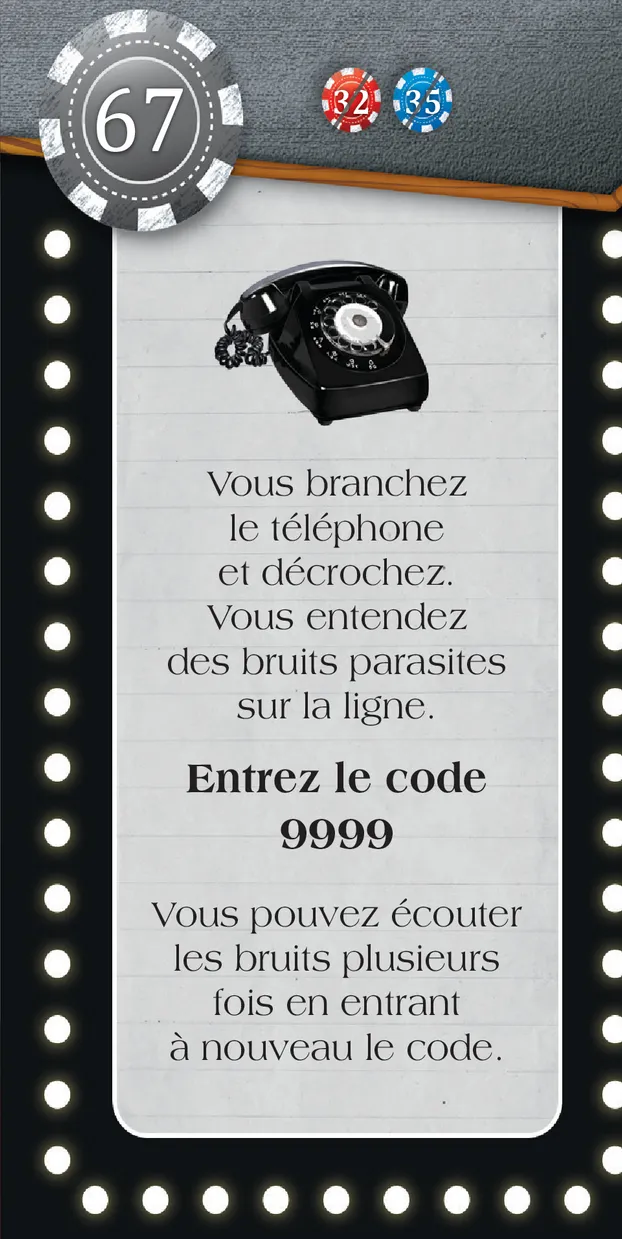 67
32 35
Vous branchez
le téléphone
et décrochez.
Vous entendez
des bruits parasites
sur la ligne.
Entrez le code
9999
Vous pouvez écouter
les bruits plusieurs
fois en entrant
à nouveau le code.